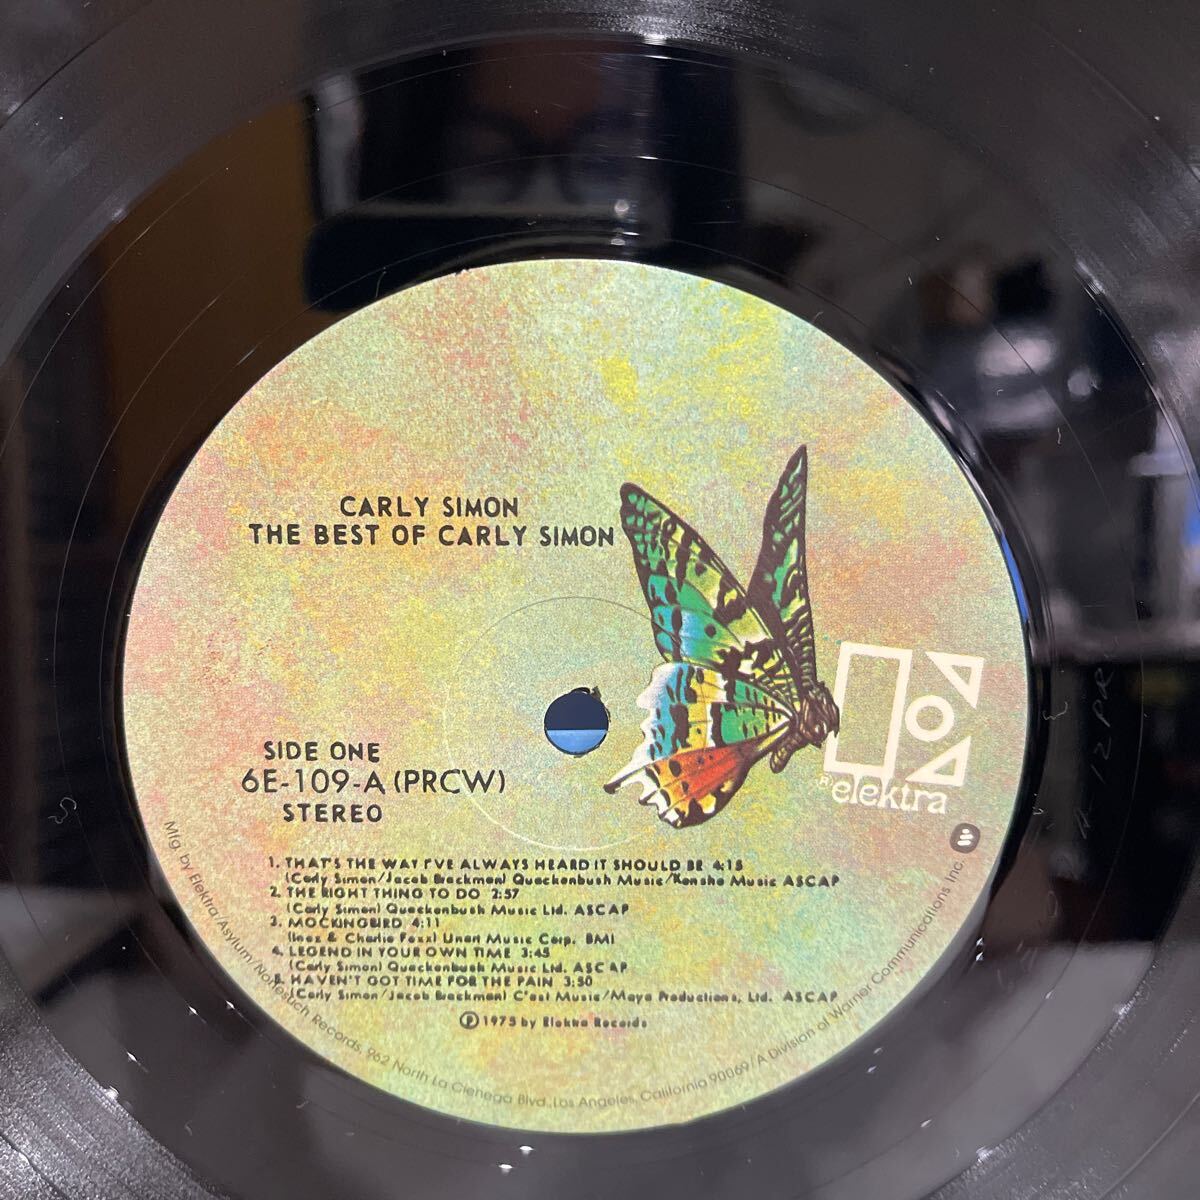 CARLY SIMON
THE BEST OF CARLY SIMON
SIDE ONE
6E-109-A (PRCW)
STEREO
® elektra
1. THAT'S THE WAY I'VE ALWAYS HEARD IT SHOULD BE 4:15
(Carly Simon/Jacob Brackman) Quackenbush Music/Kensho Music ASCAP
2. THE RIGHT THING TO DO 2:57
(Carly Simon) Quackenbush Music Ltd. ASCAP
3. MOCKINGBIRD 4:11
(Inez & Charlie Foxx) Unart Music Corp. BMI
4. LEGEND IN YOUR OWN TIME 3:45
(Carly Simon) Quackenbush Music Ltd. ASCAP
5. HAVEN'T GOT TIME FOR THE PAIN 3:50
(Carly Simon/Jacob Brackman) C'est Music/Maya Productions, Ltd. ASCAP
℗ 1975 by Elektra Records
Mfg. by Elektra/Asylum/Nonesuch Records, 962 North La Cienega Blvd., Los Angeles, California 90069/A Division of Warner Communications Inc.